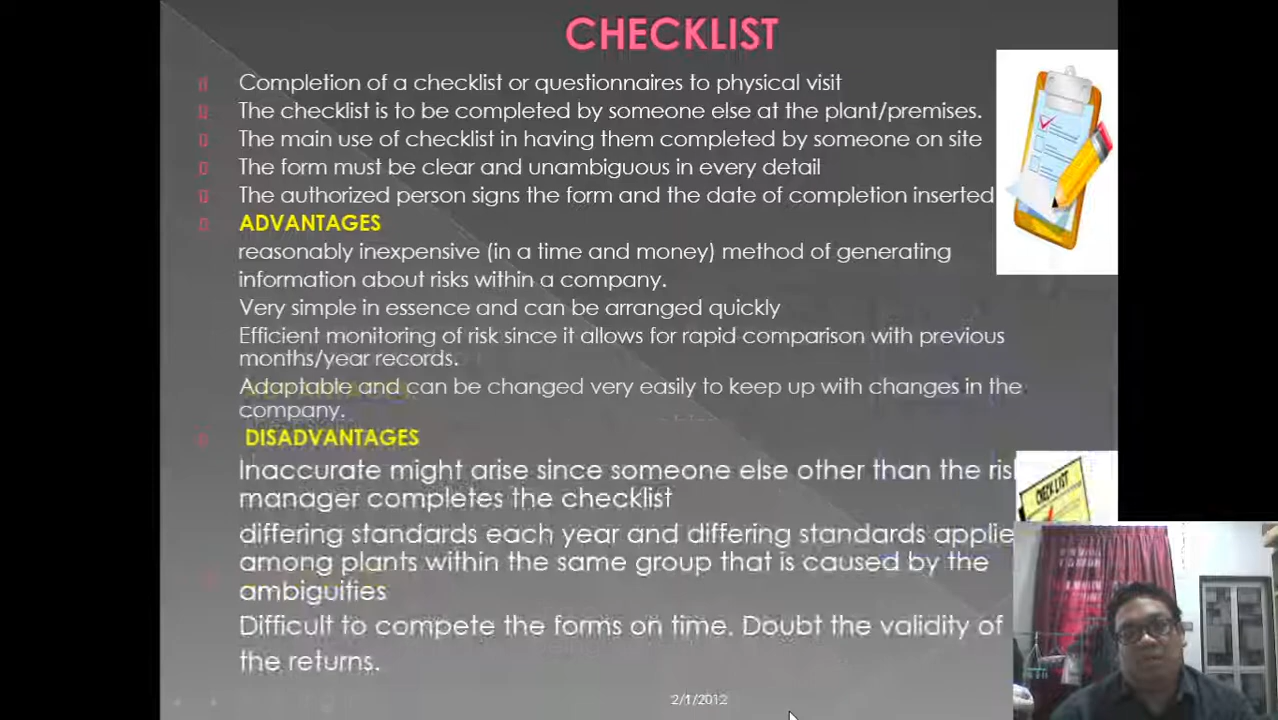 CHECKLIST
Completion of a checklist or questionnaires to physical visit
The checklist is to be completed by someone else at the plant/premises.
The main use of checklist in having them completed by someone on site
The form must be clear and unambiguous in every detail
The authorized person signs the form and the date of completion inserted
ADVANTAGES
reasonably inexpensive (in a time and money) method of generating
information about risks within a company.
Very simple in essence and can be arranged quickly
Efficient monitoring of risk since it allows for rapid comparison with previous
months/year records.
Adaptable and can be changed very easily to keep up with changes in the
company.
DISADVANTAGES
Inaccurate might arise since someone else other than the ris
manager completes the checklist
CHECKLIST
differing standards each year and differing standards applie
among plants within the same group that is caused by the
ambiguities
Difficult to compete the forms on time. Doubt the validity of
the returns.
2/1/2012